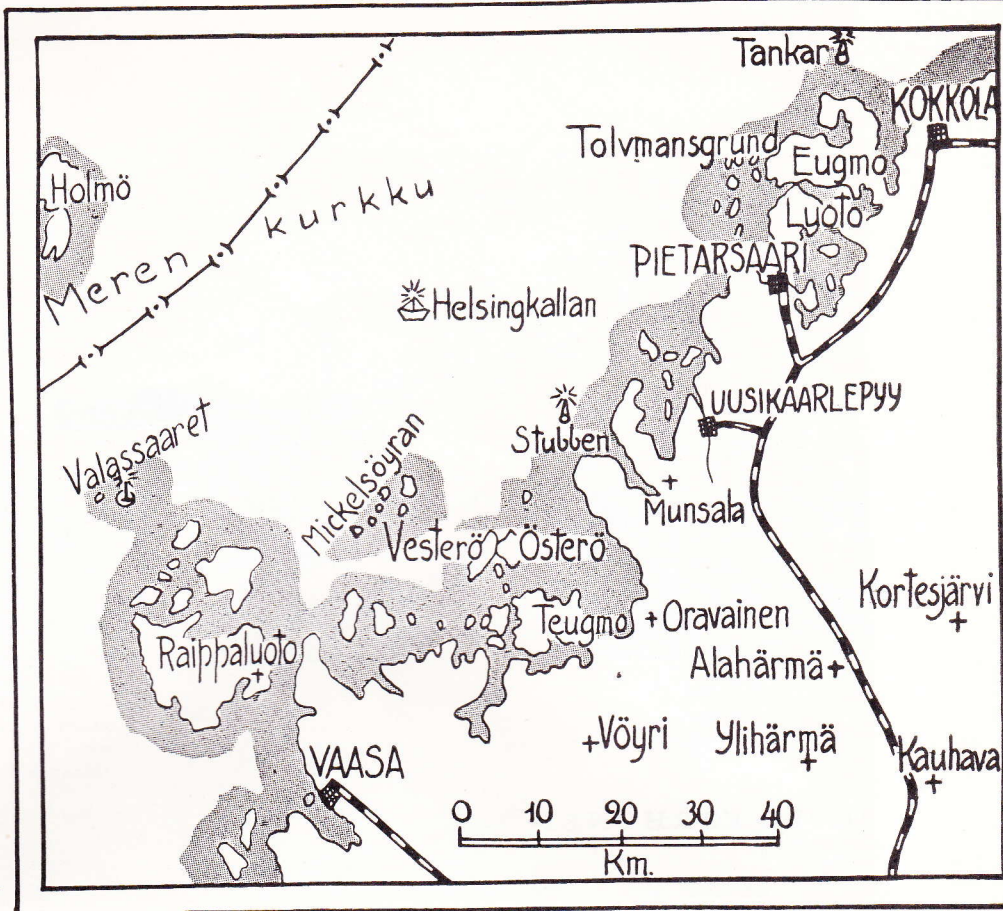 Tankar
KOKKOLA
Tolvmansgrund
Eugmo
Holmö
Luoto
Meren kurkku
PIETARSAARI
Helsingkallan
UUSIKAARLEPYY
Stubben
Valassaaret
Mickelsöyran
Munsala
Vesterö
Österö
Kortesjärvi
Teugmo
Oravainen
Raippaluoto
Alahärmä
Vöyri
Ylihärmä
Kauhava
VAASA
0 10 20 30 40
Km.